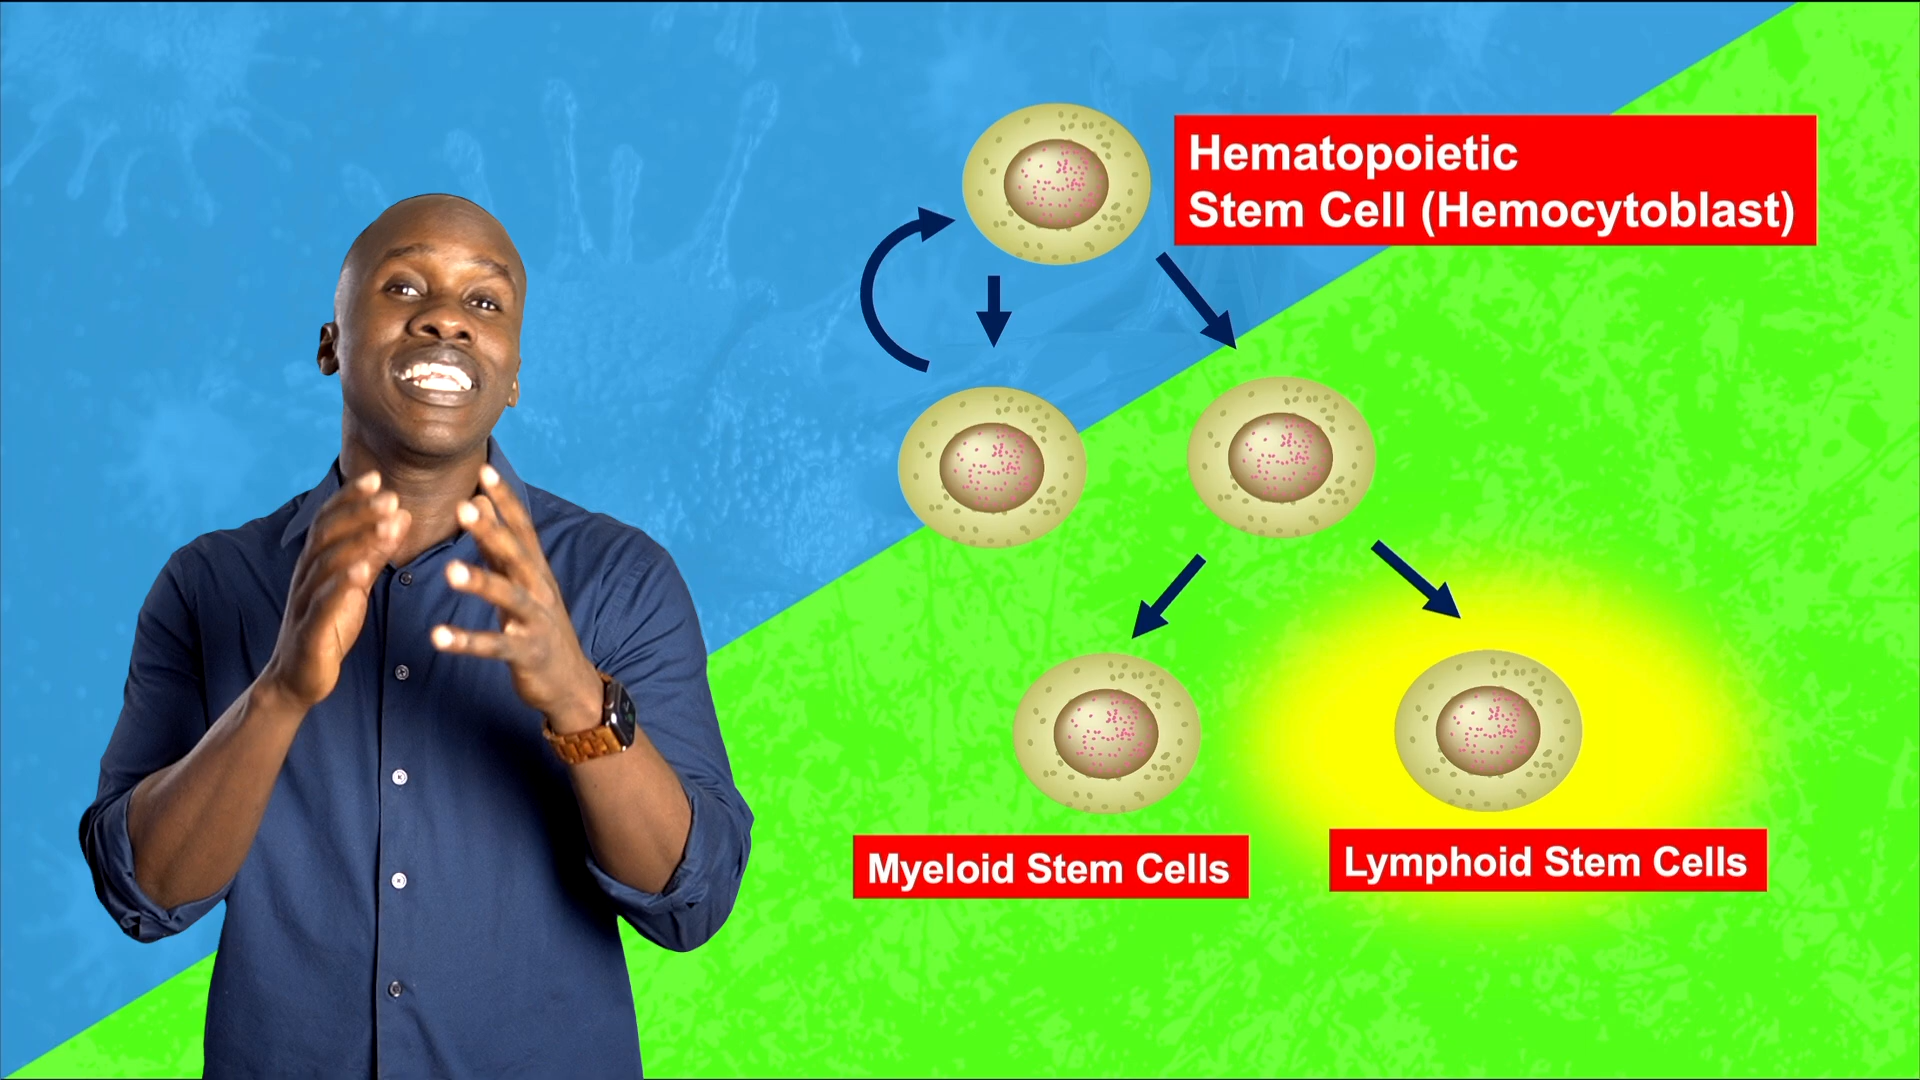 Hematopoietic
Stem Cell (Hemocytoblast)
Myeloid Stem Cells
Lymphoid Stem Cells